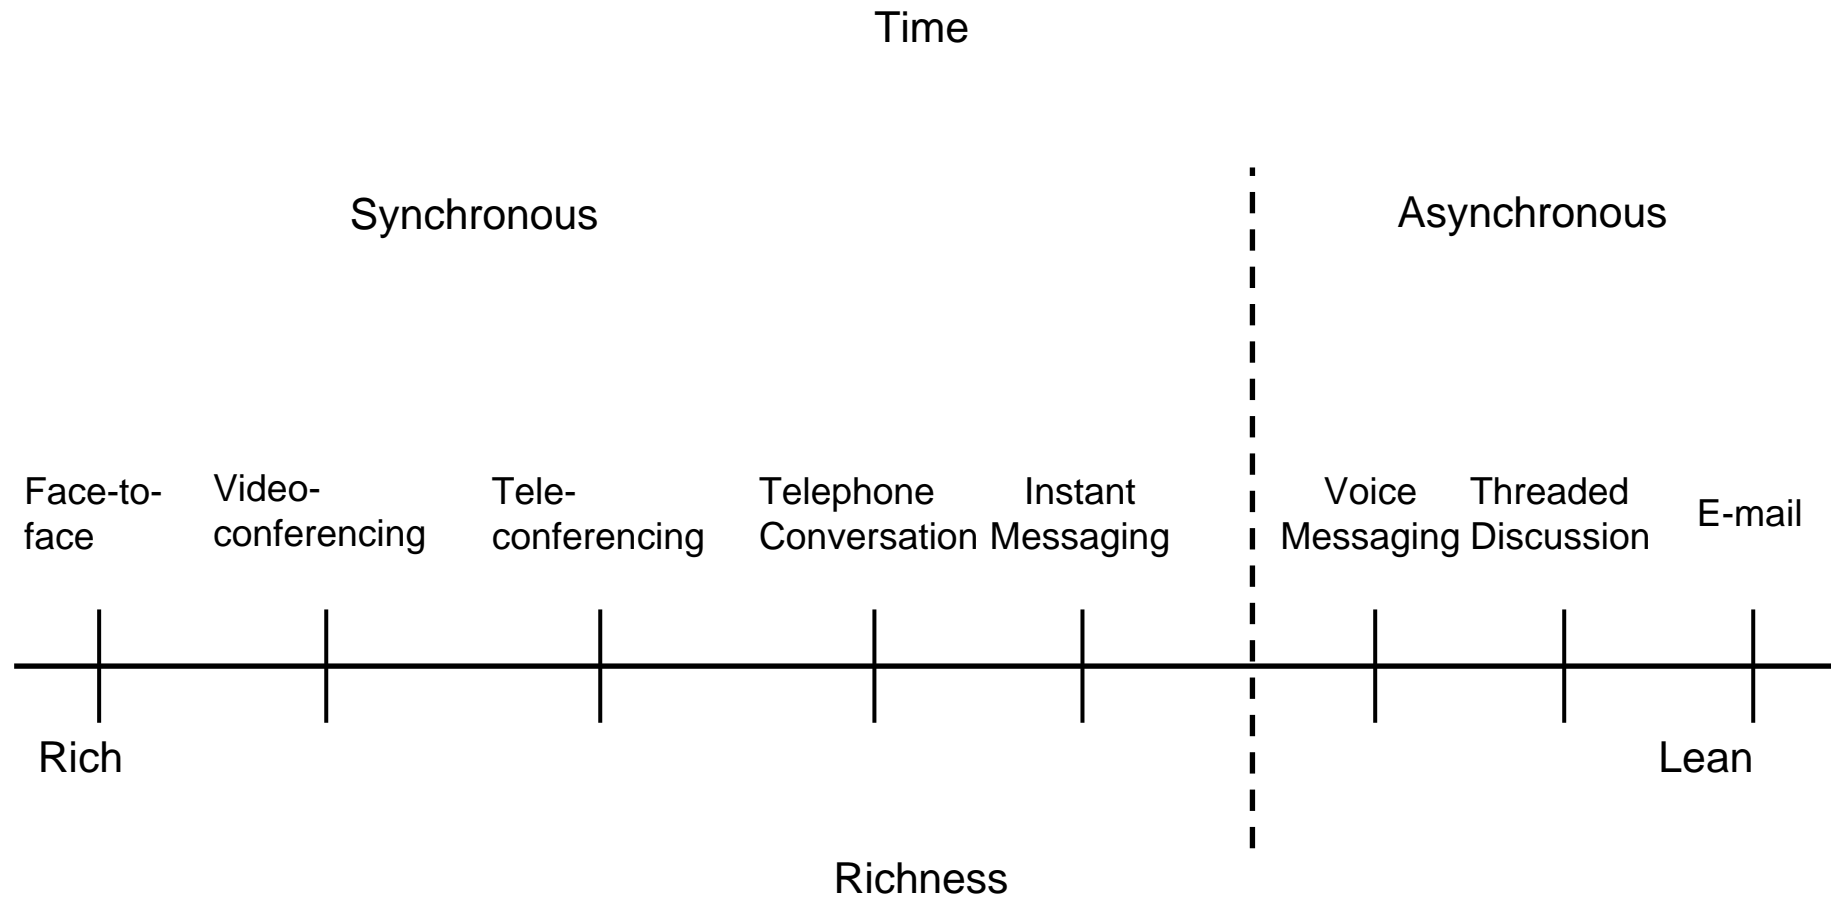 Time
Synchronous
Asynchronous
Face-to-
face
Video-
conferencing
Tele-
conferencing
Telephone
Conversation
Instant
Messaging
Voice
Messaging
Threaded
Discussion
E-mail
Rich
Lean
Richness